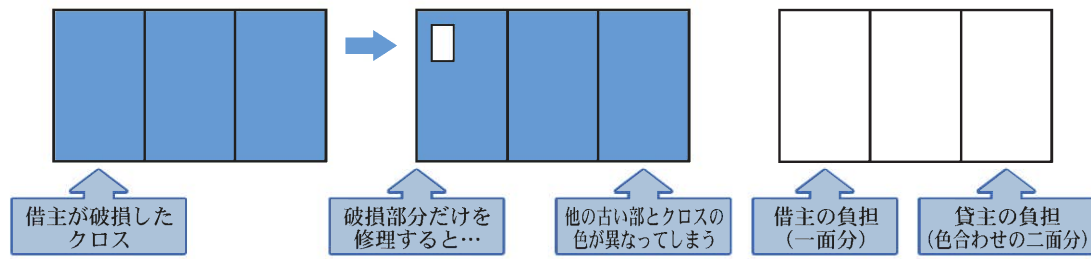 借主が破損した
クロス
破損部分だけを
修理すると…
他の古い部とクロスの
色が異なってしまう
借主の負担
（一面分）
貸主の負担
（色合わせの二面分）